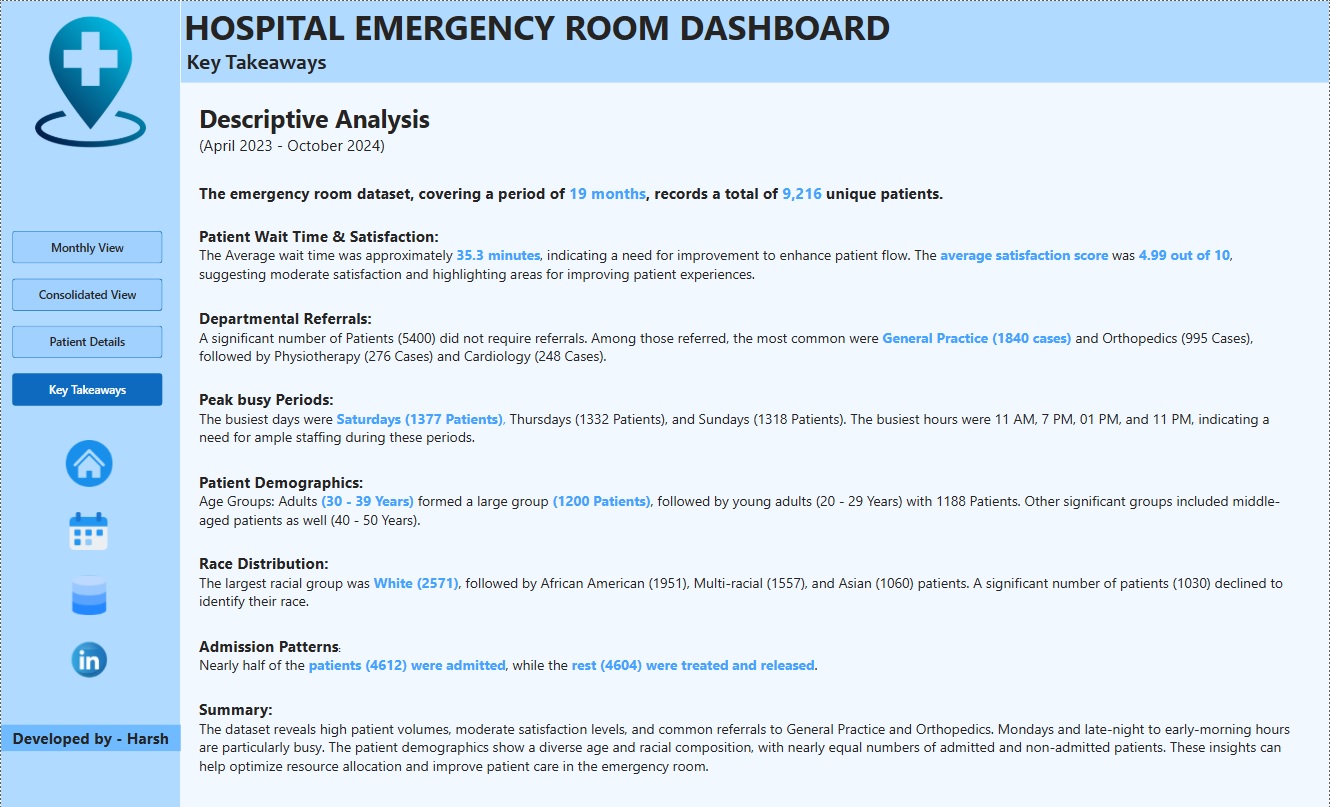 HOSPITAL EMERGENCY ROOM DASHBOARD
Key Takeaways
Monthly View
Consolidated View
Patient Details
Key Takeaways
in
Developed by - Harsh
Descriptive Analysis
(April 2023 - October 2024)
The emergency room dataset, covering a period of 19 months, records a total of 9,216 unique patients.
Patient Wait Time & Satisfaction:
The Average wait time was approximately 35.3 minutes, indicating a need for improvement to enhance patient flow. The average satisfaction score was 4.99 out of 10,
suggesting moderate satisfaction and highlighting areas for improving patient experiences.
Departmental Referrals:
A significant number of Patients (5400) did not require referrals. Among those referred, the most common were General Practice (1840 cases) and Orthopedics (995 Cases),
followed by Physiotherapy (276 Cases) and Cardiology (248 Cases).
Peak busy Periods:
The busiest days were Saturdays (1377 Patients), Thursdays (1332 Patients), and Sundays (1318 Patients). The busiest hours were 11 AM, 7 PM, 01 PM, and 11 PM, indicating a
need for ample staffing during these periods.
Patient Demographics:
Age Groups: Adults (30 - 39 Years) formed a large group (1200 Patients), followed by young adults (20 - 29 Years) with 1188 Patients. Other significant groups included middle-
aged patients as well (40 - 50 Years).
Race Distribution:
The largest racial group was White (2571), followed by African American (1951), Multi-racial (1557), and Asian (1060) patients. A significant number of patients (1030) declined to
identify their race.
Admission Patterns:
Nearly half of the patients (4612) were admitted, while the rest (4604) were treated and released.
Summary:
The dataset reveals high patient volumes, moderate satisfaction levels, and common referrals to General Practice and Orthopedics. Mondays and late-night to early-morning hours
are particularly busy. The patient demographics show a diverse age and racial composition, with nearly equal numbers of admitted and non-admitted patients. These insights can
help optimize resource allocation and improve patient care in the emergency room.